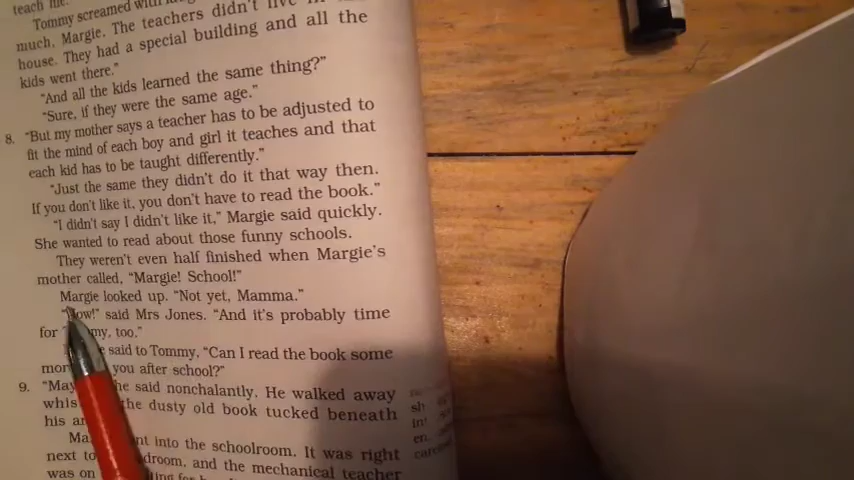 teach me.
Tommy screamed with
much, Margie. The teachers didn't live in
house. They had a special building and all the
kids went there."
"And all the kids learned the same thing?"
"Sure, if they were the same age."
8. "But my mother says a teacher has to be adjusted to
fit the mind of each boy and girl it teaches and that
each kid has to be taught differently."
"Just the same they didn't do it that way then.
If you don't like it, you don't have to read the book."
"I didn't say I didn't like it," Margie said quickly.
She wanted to read about those funny schools.
They weren't even half finished when Margie's
mother called, "Margie! School!"
Margie looked up. "Not yet, Mamma."
"Now!" said Mrs Jones. "And it's probably time
for my, too."
said to Tommy, "Can I read the book some
you after school?"
9. he said nonchalantly. He walked away
the dusty old book tucked beneath
his
into the schoolroom. It was right
next to and the mechanical teacher
was on